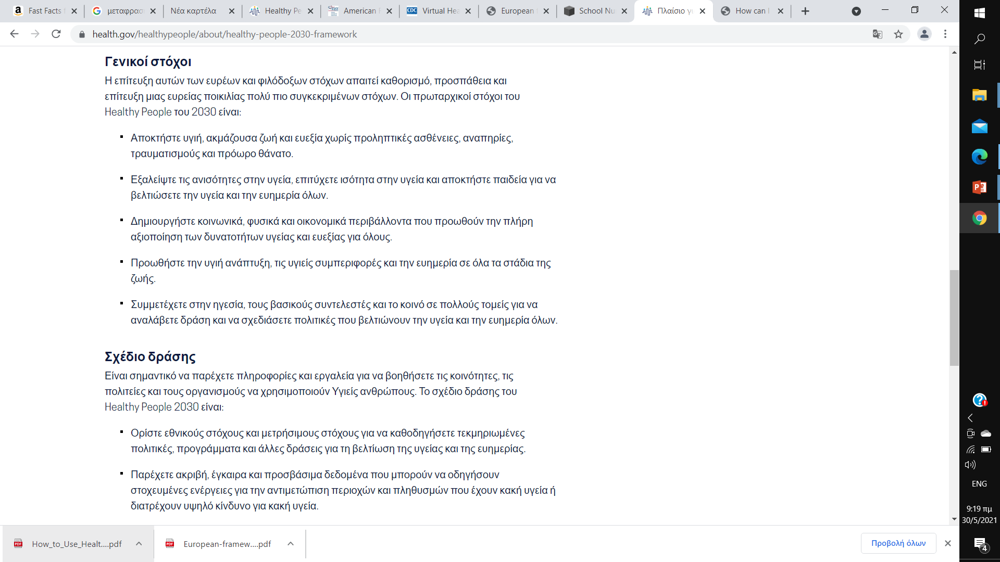 Fast Facts f
μεταφρασ
Νέα καρτέλα
Healthy Pe
American
Virtual Hea
European
School Nu
Πλαίσιο γι
How can I
health.gov/healthypeople/about/healthy-people-2030-framework
Γενικοί στόχοι
Η επίτευξη αυτών των ευρέων και φιλόδοξων στόχων απαιτεί καθορισμό, προσπάθεια και
επίτευξη μιας ευρείας ποικιλίας πολύ πιο συγκεκριμένων στόχων. Οι πρωταρχικοί στόχοι του
Healthy People του 2030 είναι:
▪ Αποκτήστε υγιή, ακμάζουσα ζωή και ευεξία χωρίς προληπτικές ασθένειες, αναπηρίες,
τραυματισμούς και πρόωρο θάνατο.
▪ Εξαλείψτε τις ανισότητες στην υγεία, επιτύχετε ισότητα στην υγεία και αποκτήστε παιδεία για να
βελτιώσετε την υγεία και την ευημερία όλων.
▪ Δημιουργήστε κοινωνικά, φυσικά και οικονομικά περιβάλλοντα που προωθούν την πλήρη
αξιοποίηση των δυνατοτήτων υγείας και ευεξίας για όλους.
▪ Προωθήστε την υγιή ανάπτυξη, τις υγιείς συμπεριφορές και την ευημερία σε όλα τα στάδια της
ζωής.
▪ Συμμετέχετε στην ηγεσία, τους βασικούς συντελεστές και το κοινό σε πολλούς τομείς για να
αναλάβετε δράση και να σχεδιάσετε πολιτικές που βελτιώνουν την υγεία και την ευημερία όλων.
Σχέδιο δράσης
Είναι σημαντικό να παρέχετε πληροφορίες και εργαλεία για να βοηθήσετε τις κοινότητες, τις
πολιτείες και τους οργανισμούς να χρησιμοποιούν Υγιείς ανθρώπους. Το σχέδιο δράσης του
Healthy People 2030 είναι:
▪ Ορίστε εθνικούς στόχους και μετρήσιμους στόχους για να καθοδηγήσετε τεκμηριωμένες
πολιτικές, προγράμματα και άλλες δράσεις για τη βελτίωση της υγείας και της ευημερίας.
▪ Παρέχετε ακριβή, έγκαιρα και προσβάσιμα δεδομένα που μπορούν να οδηγήσουν
στοχευμένες ενέργειες για την αντιμετώπιση περιοχών και πληθυσμών που έχουν κακή υγεία ή
διατρέχουν υψηλό κίνδυνο για κακή υγεία.
How_to_Use_Healt....pdf
European-framew....pdf
Προβολή όλων
ENG
9:19 πμ
30/5/2021
4